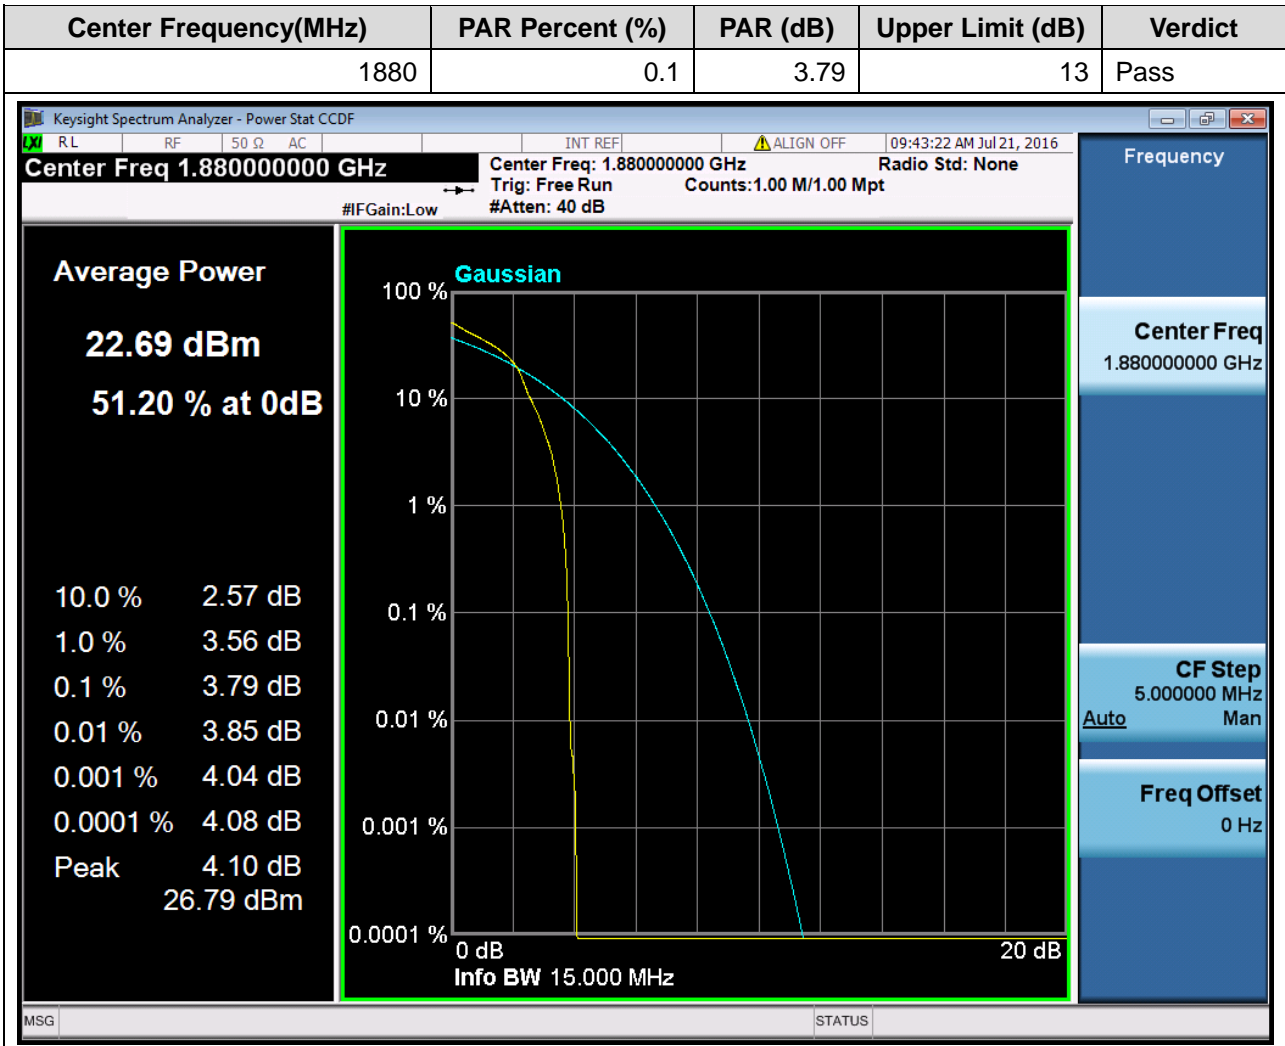 Center Frequency(MHz) PAR Percent (%) PAR (dB) Upper Limit (dB) Verdict
1880 0.1 3.79 13 Pass
Keysight Spectrum Analyzer - Power Stat CCDF
LXI RL RF 50 Ω AC INT REF ALIGN OFF 09:43:22 AM Jul 21, 2016
Center Freq 1.880000000 GHz
Center Freq: 1.880000000 GHz Radio Std: None
Trig: Free Run Counts:1.00 M/1.00 Mpt
#IFGain:Low #Atten: 40 dB
Frequency
Average Power
22.69 dBm
51.20 % at 0dB
10.0 % 2.57 dB
1.0 % 3.56 dB
0.1 % 3.79 dB
0.01 % 3.85 dB
0.001 % 4.04 dB
0.0001 % 4.08 dB
Peak 4.10 dB
26.79 dBm
Gaussian
100 %
10 %
1 %
0.1 %
0.01 %
0.001 %
0.0001 %
0 dB 20 dB
Info BW 15.000 MHz
Center Freq
1.880000000 GHz
CF Step
5.000000 MHz
Auto Man
Freq Offset
0 Hz
MSG STATUS